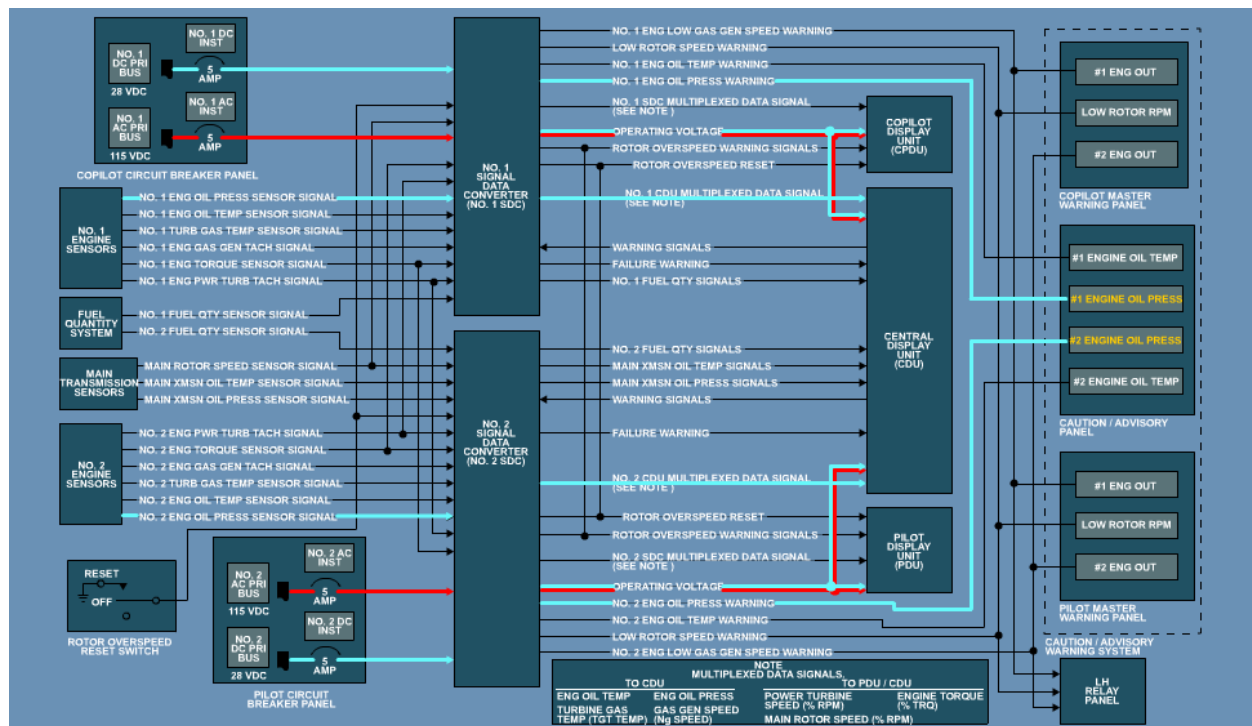 NO. 1 DC
INST
NO. 1
DC PRI
BUS
5
AMP
28 VDC
NO. 1 AC
INST
NO. 1
AC PRI
BUS
5
AMP
115 VDC
COPILOT CIRCUIT BREAKER PANEL
NO. 1
ENGINE
SENSORS
NO. 1 ENG OIL PRESS SENSOR SIGNAL
NO. 1 ENG OIL TEMP SENSOR SIGNAL
NO. 1 TURB GAS TEMP SENSOR SIGNAL
NO. 1 ENG GAS GEN TACH SIGNAL
NO. 1 ENG TORQUE SENSOR SIGNAL
NO. 1 ENG PWR TURB TACH SIGNAL
FUEL
QUANTITY
SYSTEM
NO. 1 FUEL QTY SENSOR SIGNAL
NO. 2 FUEL QTY SENSOR SIGNAL
MAIN
TRANSMISSION
SENSORS
MAIN ROTOR SPEED SENSOR SIGNAL
MAIN XMSN OIL TEMP SENSOR SIGNAL
MAIN XMSN OIL PRESS SENSOR SIGNAL
NO. 2
ENGINE
SENSORS
NO. 2 ENG PWR TURB TACH SIGNAL
NO. 2 ENG TORQUE SENSOR SIGNAL
NO. 2 ENG GAS GEN TACH SIGNAL
NO. 2 TURB GAS TEMP SENSOR SIGNAL
NO. 2 ENG OIL TEMP SENSOR SIGNAL
NO. 2 ENG OIL PRESS SENSOR SIGNAL
RESET
OFF
ROTOR OVERSPEED
RESET SWITCH
NO. 2 AC
INST
NO. 2
AC PRI
BUS
5
AMP
115 VDC
NO. 2 DC
INST
NO. 2
DC PRI
BUS
5
AMP
28 VDC
PILOT CIRCUIT
BREAKER PANEL
NO. 1
SIGNAL
DATA
CONVERTER
(NO. 1 SDC)
NO. 2
SIGNAL
DATA
CONVERTER
(NO. 2 SDC)
NO. 1 ENG LOW GAS GEN SPEED WARNING
LOW ROTOR SPEED WARNING
NO. 1 ENG OIL TEMP WARNING
NO. 1 ENG OIL PRESS WARNING
NO. 1 SDC MULTIPLEXED DATA SIGNAL
(SEE NOTE )
OPERATING VOLTAGE
ROTOR OVERSPEED WARNING SIGNALS
ROTOR OVERSPEED RESET
NO. 1 CDU MULTIPLEXED DATA SIGNAL
(SEE NOTE)
WARNING SIGNALS
FAILURE WARNING
NO. 1 FUEL QTY SIGNALS
NO. 2 FUEL QTY SIGNALS
MAIN XMSN OIL TEMP SIGNALS
MAIN XMSN OIL PRESS SIGNALS
WARNING SIGNALS
FAILURE WARNING
NO. 2 CDU MULTIPLEXED DATA SIGNAL
(SEE NOTE )
ROTOR OVERSPEED RESET
ROTOR OVERSPEED WARNING SIGNALS
NO. 2 SDC MULTIPLEXED DATA SIGNAL
(SEE NOTE )
OPERATING VOLTAGE
NO. 2 ENG OIL PRESS WARNING
NO. 2 ENG OIL TEMP WARNING
LOW ROTOR SPEED WARNING
NO. 2 ENG LOW GAS GEN SPEED WARNING
COPILOT
DISPLAY
UNIT
(CPDU)
CENTRAL
DISPLAY
UNIT
(CDU)
PILOT
DISPLAY
UNIT
(PDU)
#1 ENG OUT
LOW ROTOR RPM
#2 ENG OUT
COPILOT MASTER
WARNING PANEL
#1 ENGINE OIL TEMP
#1 ENGINE OIL PRESS
#2 ENGINE OIL PRESS
#2 ENGINE OIL TEMP
CAUTION / ADVISORY
PANEL
#1 ENG OUT
LOW ROTOR RPM
#2 ENG OUT
PILOT MASTER
WARNING PANEL
CAUTION / ADVISORY
WARNING SYSTEM
LH
RELAY
PANEL
NOTE
MULTIPLEXED DATA SIGNALS,
TO CDU
ENG OIL TEMP ENG OIL PRESS
TURBINE GAS
TEMP (TGT TEMP)
GAS GEN SPEED
(Ng SPEED)
TO PDU / CDU
POWER TURBINE
SPEED (% RPM)
ENGINE TORQUE
(% TRQ)
MAIN ROTOR SPEED (% RPM)